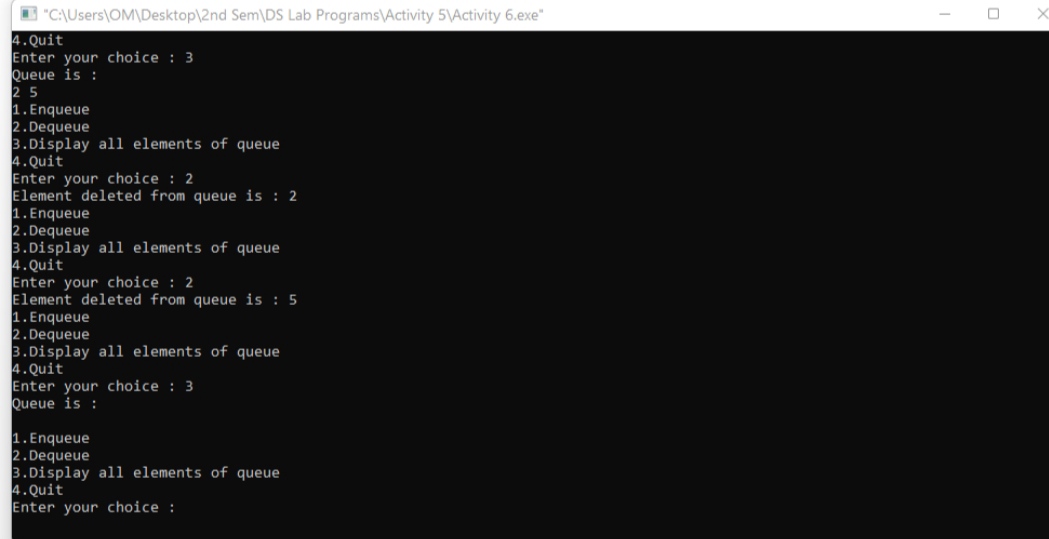 "C:\Users\OM\Desktop\2nd Sem\DS Lab Programs\Activity 5\Activity 6.exe"
4.Quit
Enter your choice : 3
Queue is :
2 5
1.Enqueue
2.Dequeue
3.Display all elements of queue
4.Quit
Enter your choice : 2
Element deleted from queue is : 2
1.Enqueue
2.Dequeue
3.Display all elements of queue
4.Quit
Enter your choice : 2
Element deleted from queue is : 5
1.Enqueue
2.Dequeue
3.Display all elements of queue
4.Quit
Enter your choice : 3
Queue is :
1.Enqueue
2.Dequeue
3.Display all elements of queue
4.Quit
Enter your choice :